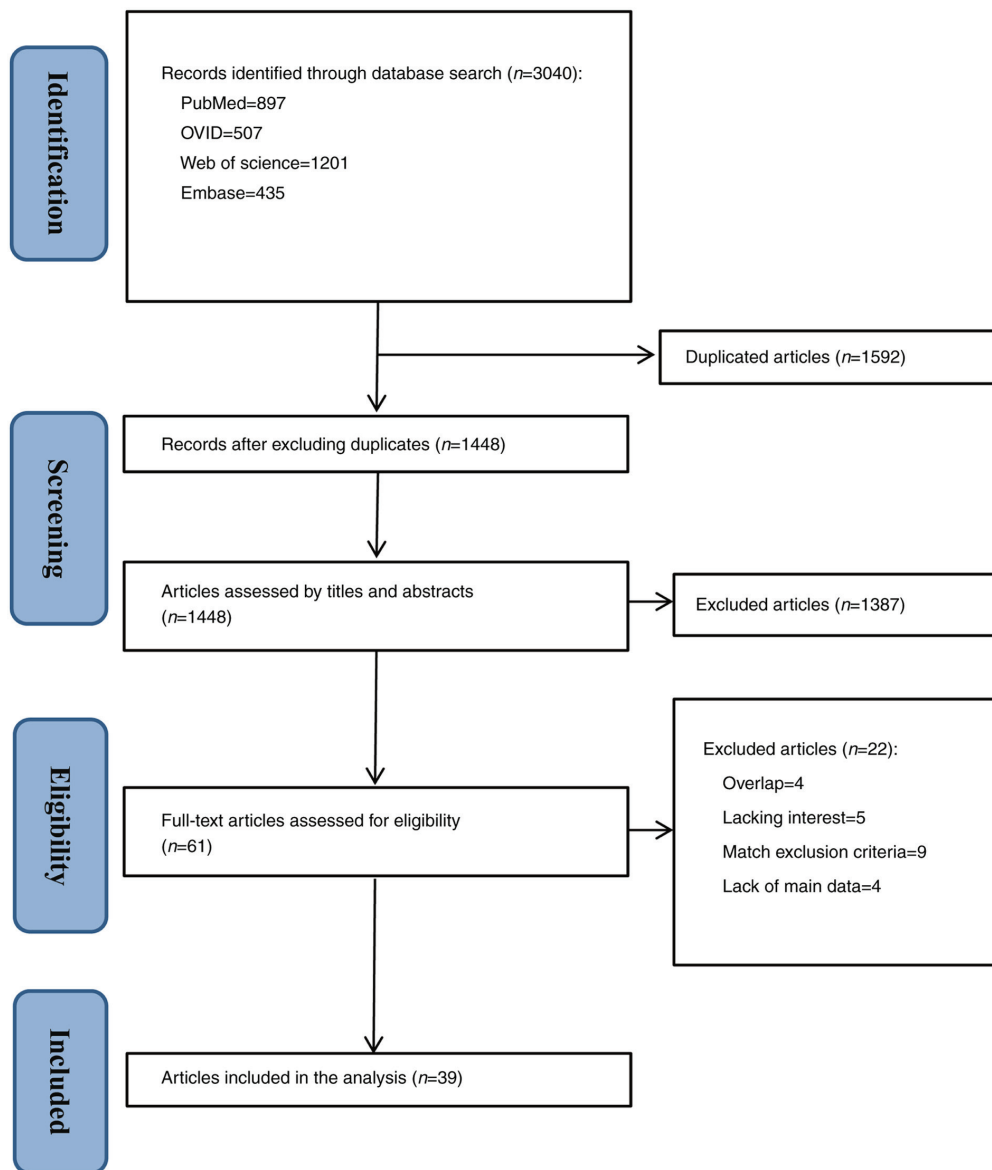 Identification
Records identified through database search (n=3040):
PubMed=897
OVID=507
Web of science=1201
Embase=435
Duplicated articles (n=1592)
Screening
Records after excluding duplicates (n=1448)
Articles assessed by titles and abstracts
(n=1448)
Excluded articles (n=1387)
Eligibility
Full-text articles assessed for eligibility
(n=61)
Excluded articles (n=22):
Overlap=4
Lacking interest=5
Match exclusion criteria=9
Lack of main data=4
Included
Articles included in the analysis (n=39)